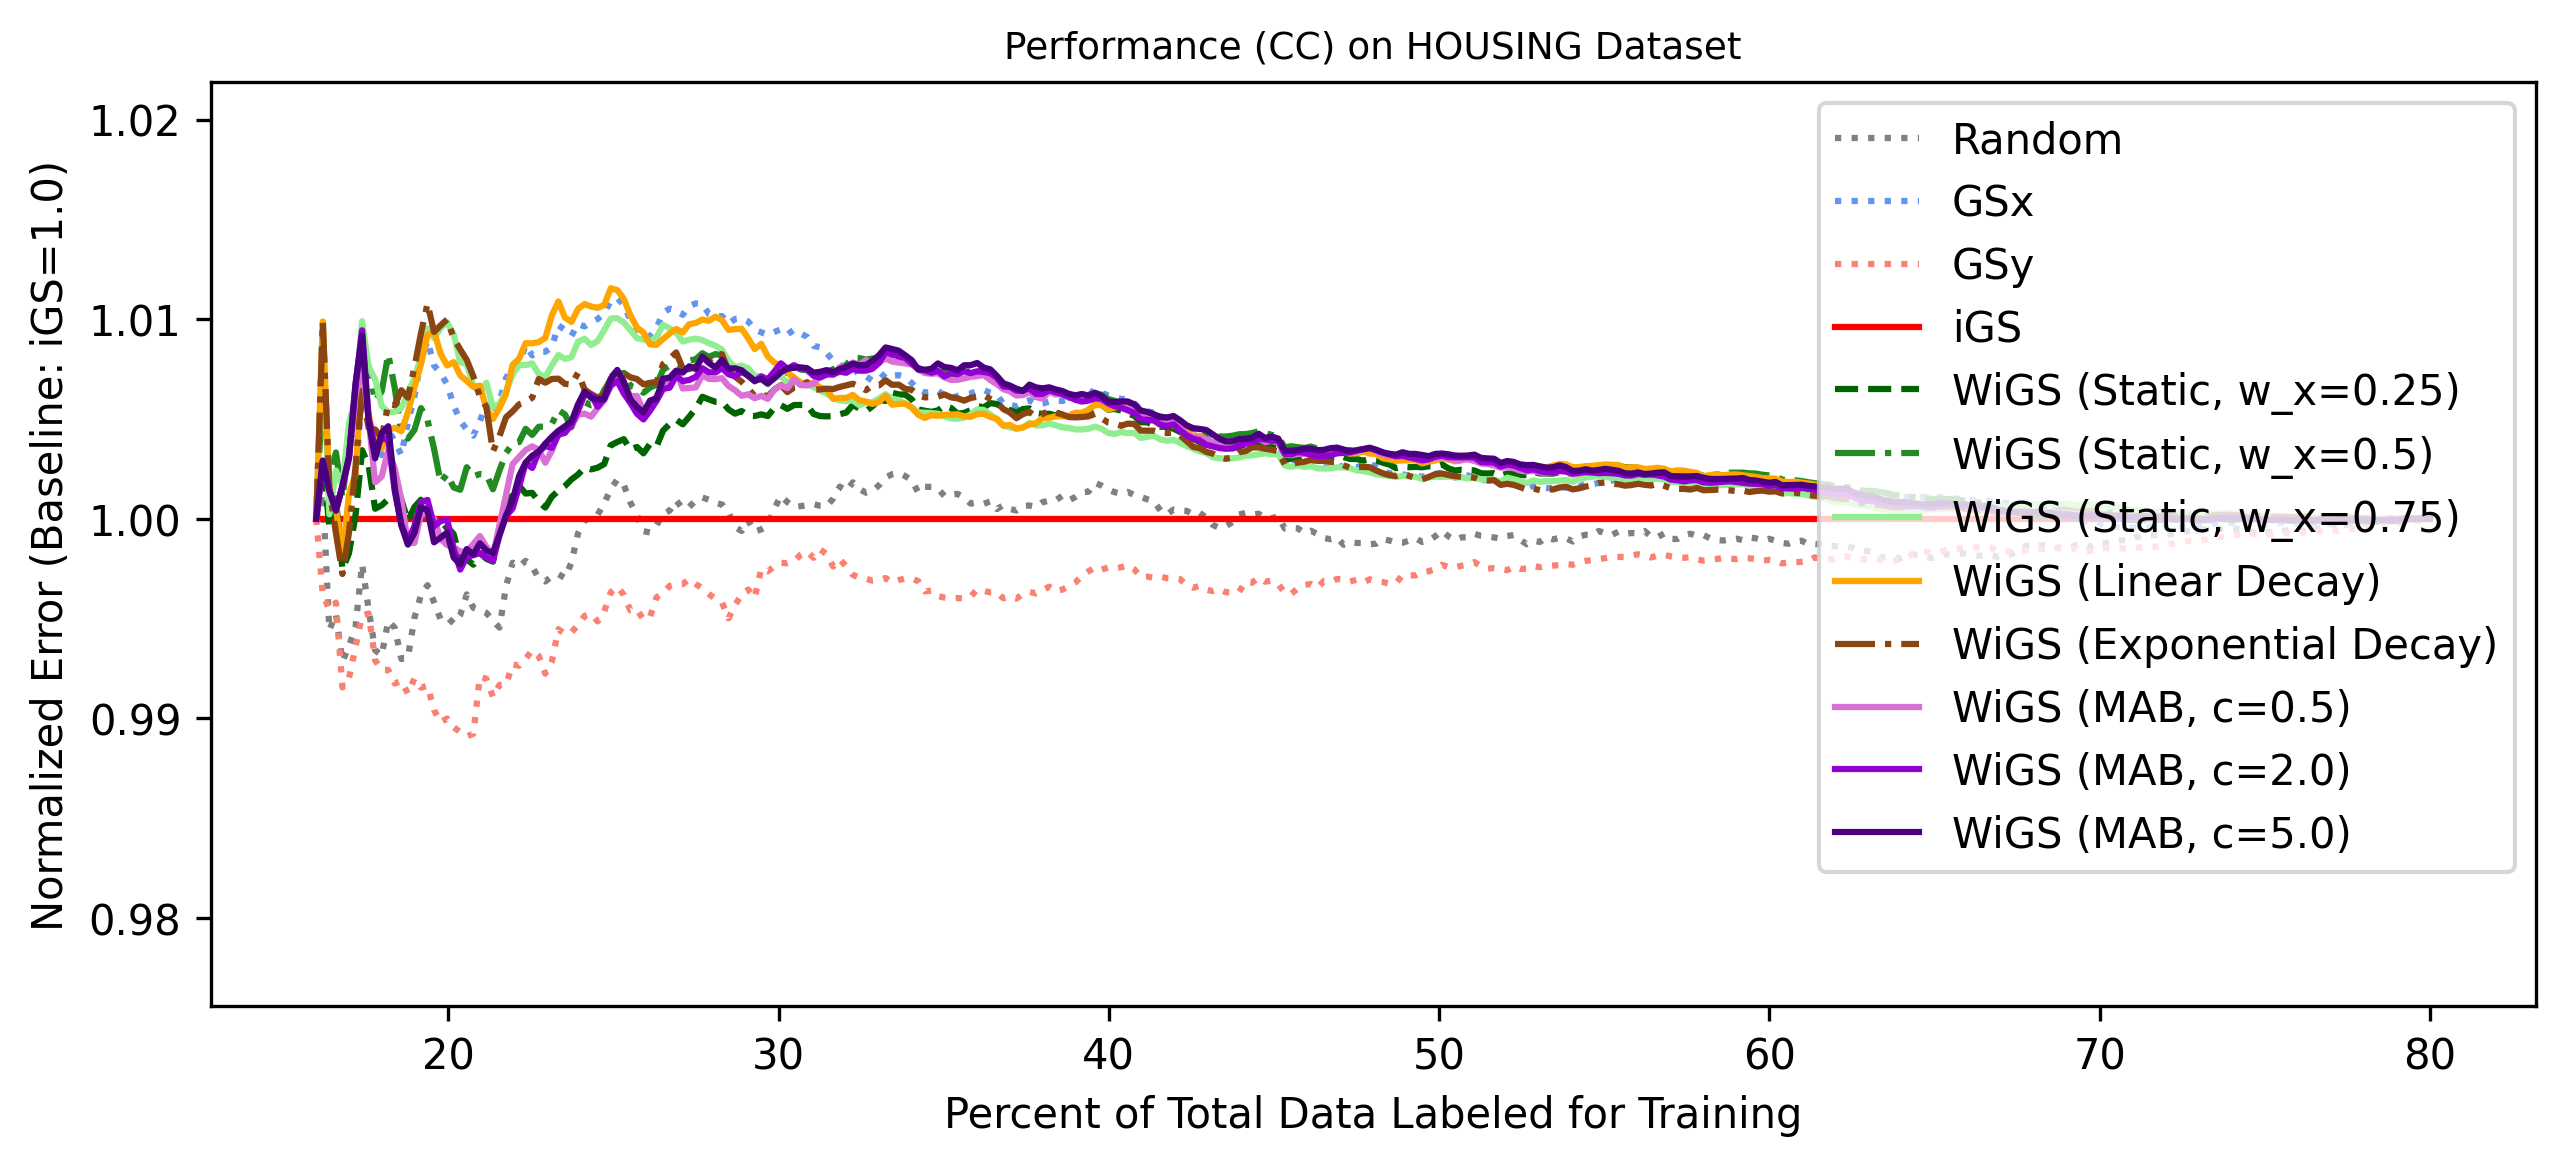 Performance (CC) on HOUSING Dataset
Normalized Error (Baseline: iGS=1.0)
1.02
1.01
1.00
0.99
0.98
Random
GSx
GSy
iGS
WiGS (Static, w_x=0.25)
WiGS (Static, w_x=0.5)
WiGS (Static, w_x=0.75)
WiGS (Linear Decay)
WiGS (Exponential Decay)
WiGS (MAB, c=0.5)
WiGS (MAB, c=2.0)
WiGS (MAB, c=5.0)
20 30 40 50 60 70 80
Percent of Total Data Labeled for Training